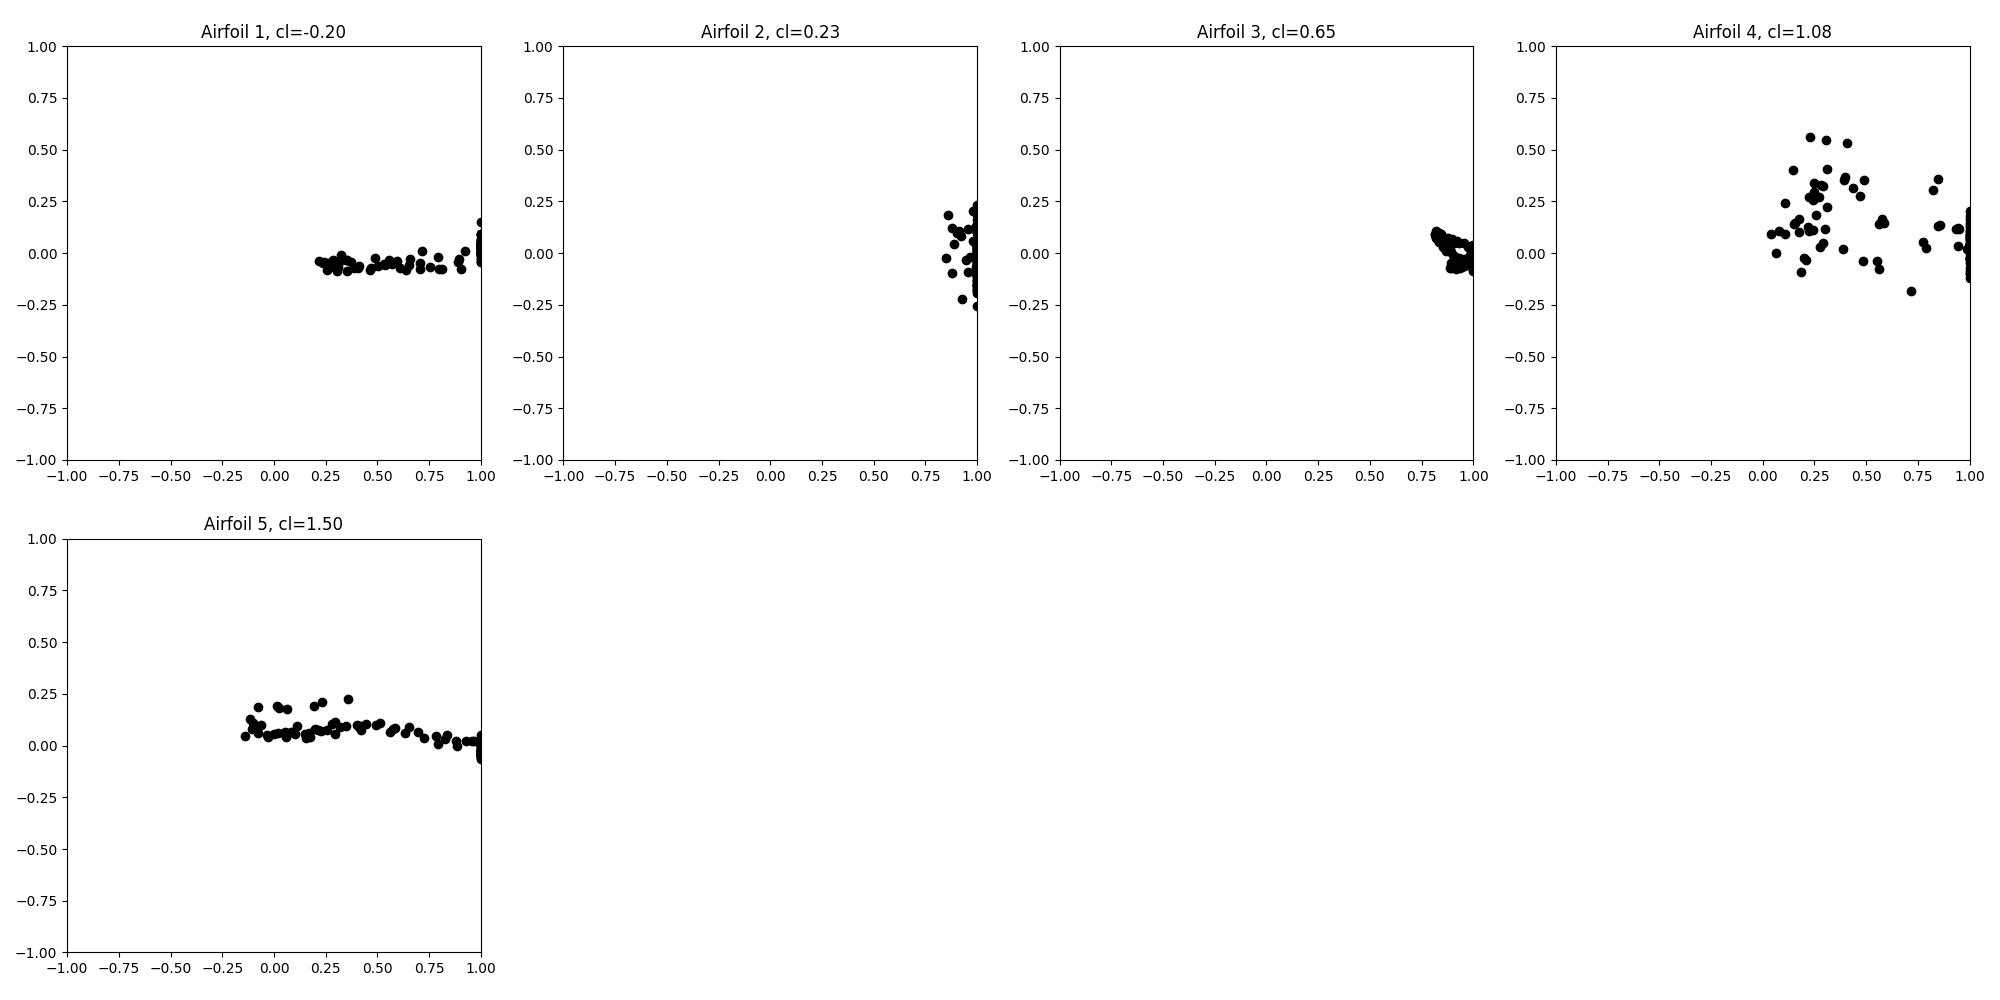 Airfoil 1, cl=-0.20
Airfoil 2, cl=0.23
Airfoil 3, cl=0.65
Airfoil 4, cl=1.08
1.00 1.00 1.00 1.00
0.75 0.75 0.75 0.75
0.50 0.50 0.50 0.50
0.25 0.25 0.25 0.25
0.00 0.00 0.00 0.00
−0.25 −0.25 −0.25 −0.25
−0.50 −0.50 −0.50 −0.50
−0.75 −0.75 −0.75 −0.75
−1.00 −1.00 −1.00 −1.00
−1.00 −0.75 −0.50 −0.25 0.00 0.25 0.50 0.75 1.00
−1.00 −0.75 −0.50 −0.25 0.00 0.25 0.50 0.75 1.00
−1.00 −0.75 −0.50 −0.25 0.00 0.25 0.50 0.75 1.00
−1.00 −0.75 −0.50 −0.25 0.00 0.25 0.50 0.75 1.00
Airfoil 5, cl=1.50
1.00
0.75
0.50
0.25
0.00
−0.25
−0.50
−0.75
−1.00
−1.00 −0.75 −0.50 −0.25 0.00 0.25 0.50 0.75 1.00